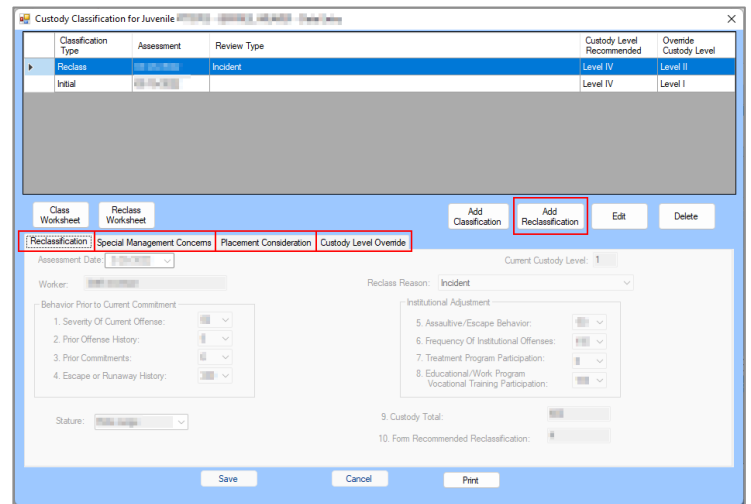 Custody Classification for Juvenile
Classification Type Assessment Review Type Custody Level Recommended Override Custody Level
Reclass Incident Level IV Level II
Initial Level IV Level I
Class Worksheet Reclass Worksheet Add Classification Add Reclassification Edit Delete
Reclassification Special Management Concerns Placement Consideration Custody Level Override
Assessment Date: Current Custody Level: 1
Worker: Reclass Reason: Incident
Behavior Prior to Current Commitment Institutional Adjustment
1. Severity Of Current Offense: 5. Assaultive/Escape Behavior:
2. Prior Offense History: 6. Frequency Of Institutional Offenses:
3. Prior Commitments: 7. Treatment Program Participation:
4. Escape or Runaway History: 8. Educational/Work Program
Vocational Training Participation:
Stature: 9. Custody Total:
10. Form Recommended Reclassification:
Save Cancel Print